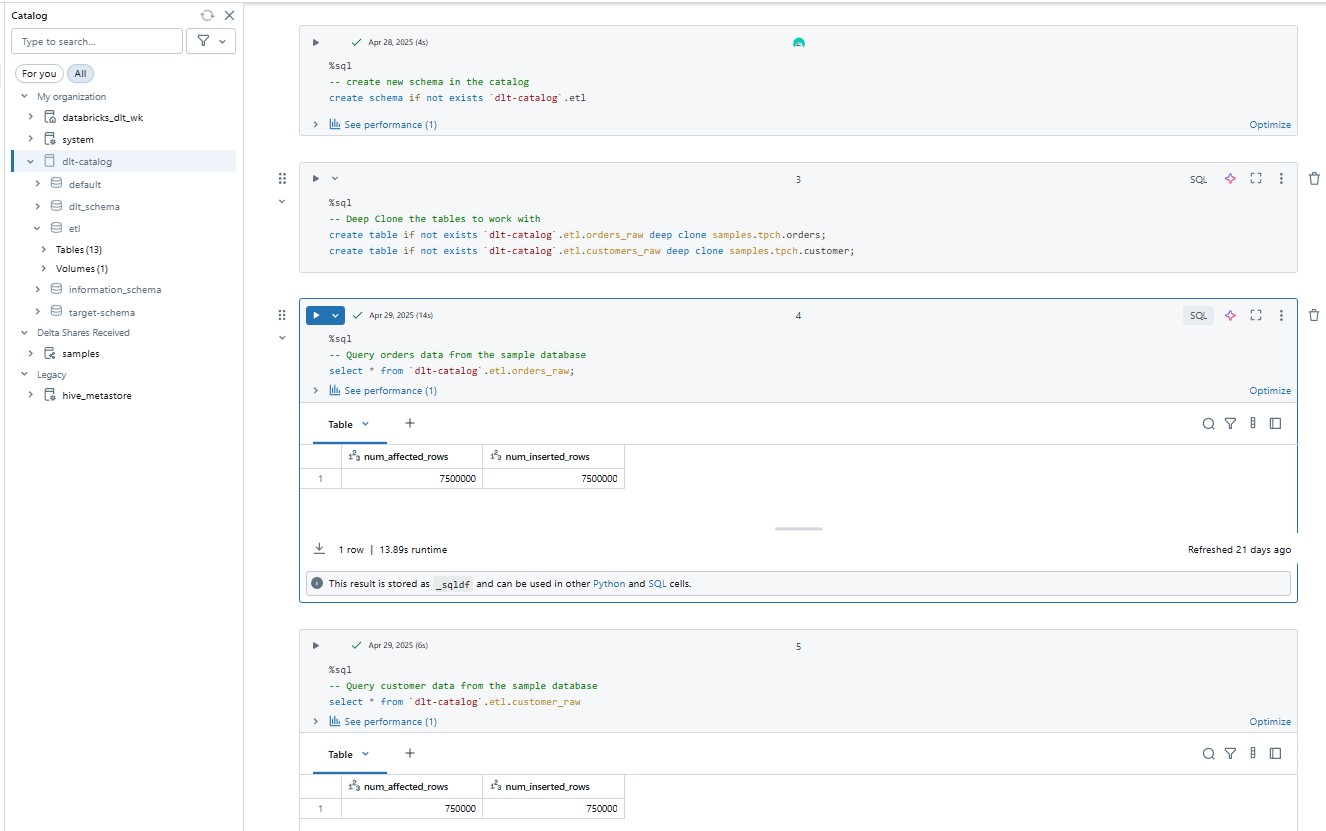 Catalog
Type to search...
For you
All
My organization
databricks_dlt_wk
system
dlt-catalog
default
dlt_schema
etl
Tables (13)
Volumes (1)
information_schema
target-schema
Delta Shares Received
samples
Legacy
hive_metastore
Apr 28, 2025 (4s)
%sql
-- create new schema in the catalog
create schema if not exists `dlt-catalog`.etl
See performance (1)
Optimize
3
SQL
%sql
-- Deep Clone the tables to work with
create table if not exists `dlt-catalog`.etl.orders_raw deep clone samples.tpch.orders;
create table if not exists `dlt-catalog`.etl.customers_raw deep clone samples.tpch.customer;
Apr 29, 2025 (14s)
4
SQL
%sql
-- Query orders data from the sample database
select * from `dlt-catalog`.etl.orders_raw;
See performance (1)
Optimize
Table
num_affected_rows
num_inserted_rows
1
7500000
7500000
1 row | 13.89s runtime
Refreshed 21 days ago
This result is stored as _sqldf and can be used in other Python and SQL cells.
Apr 29, 2025 (6s)
5
%sql
-- Query customer data from the sample database
select * from `dlt-catalog`.etl.customer_raw
See performance (1)
Optimize
Table
num_affected_rows
num_inserted_rows
1
750000
750000